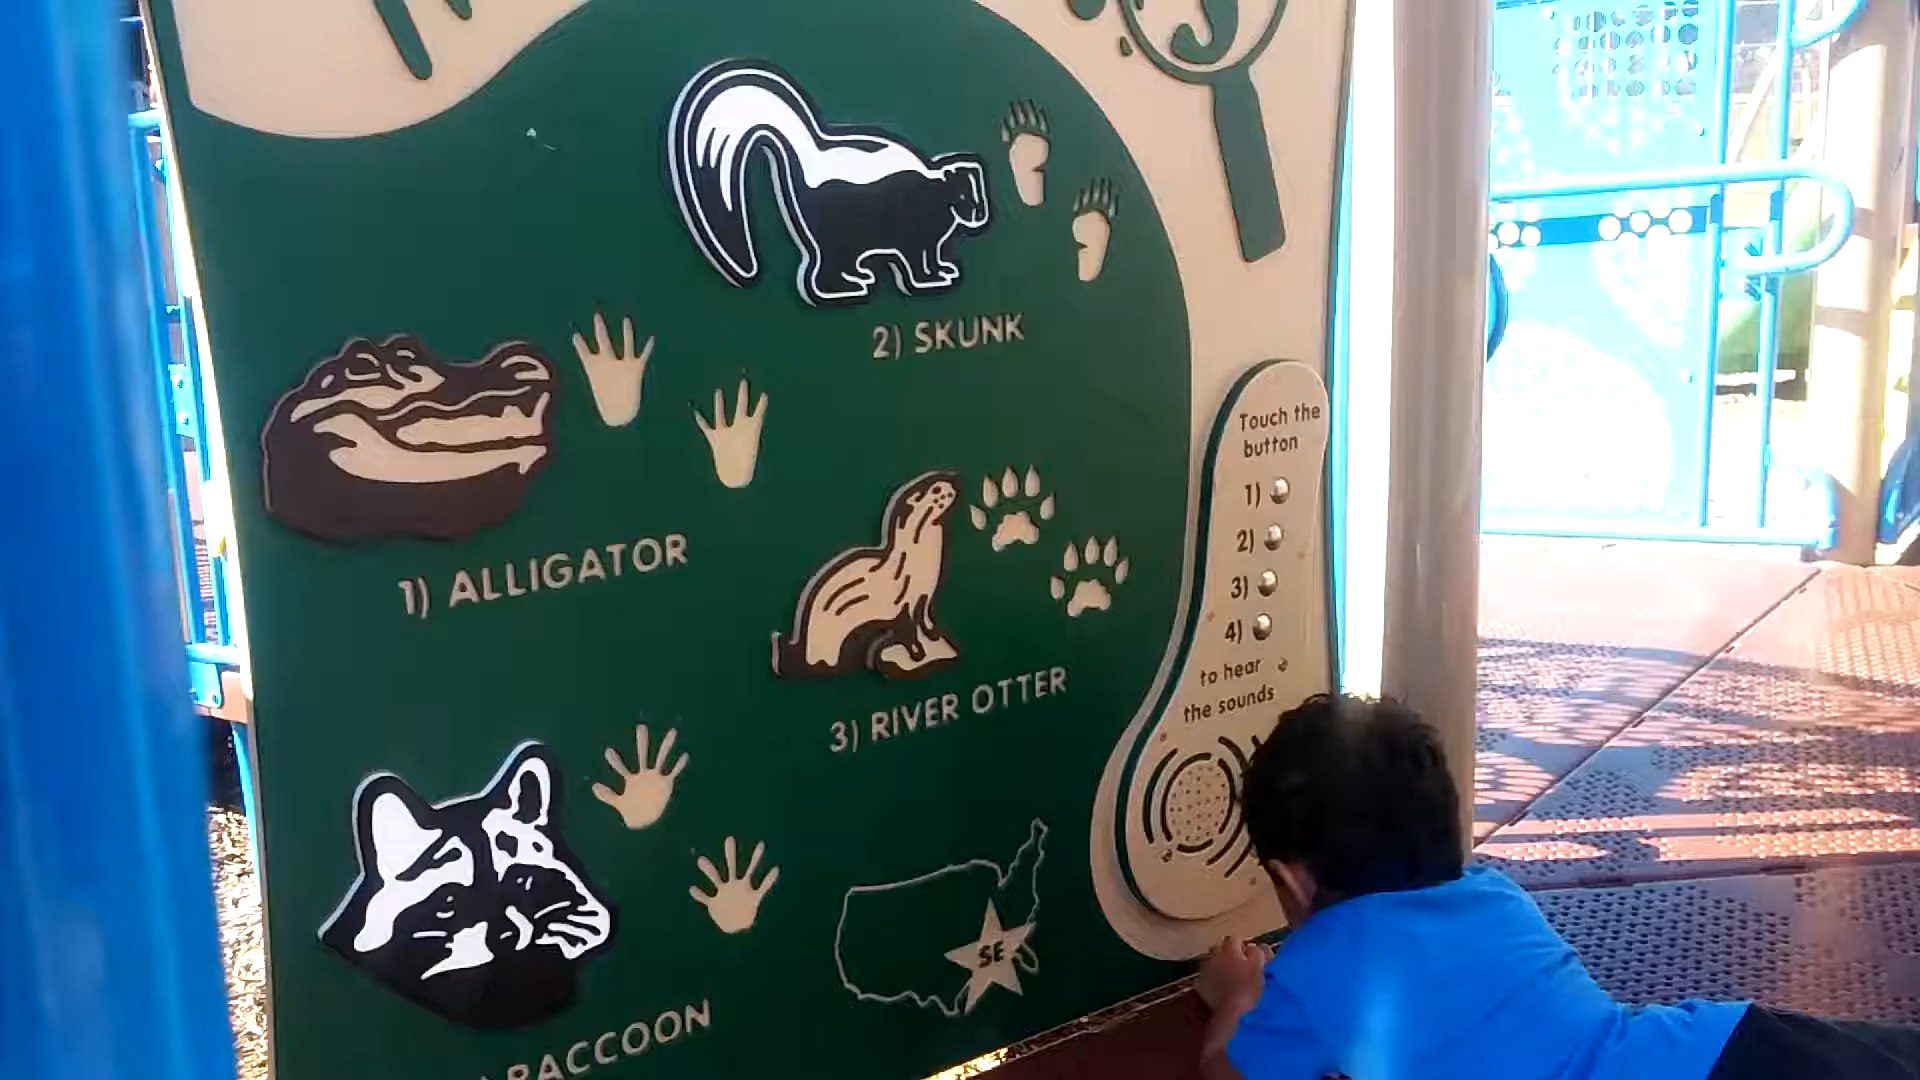 2) SKUNK
1) ALLIGATOR
3) RIVER OTTER
RACCOON
SE
Touch the
button
1)
2)
3)
4)
to hear
the sounds